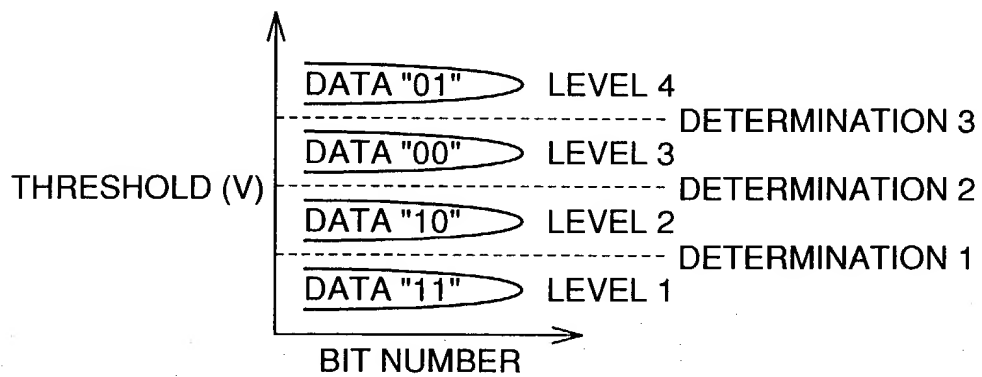 DATA "01" LEVEL 4
DETERMINATION 3
DATA "00" LEVEL 3
THRESHOLD (V)
DETERMINATION 2
DATA "10" LEVEL 2
DETERMINATION 1
DATA "11" LEVEL 1
BIT NUMBER